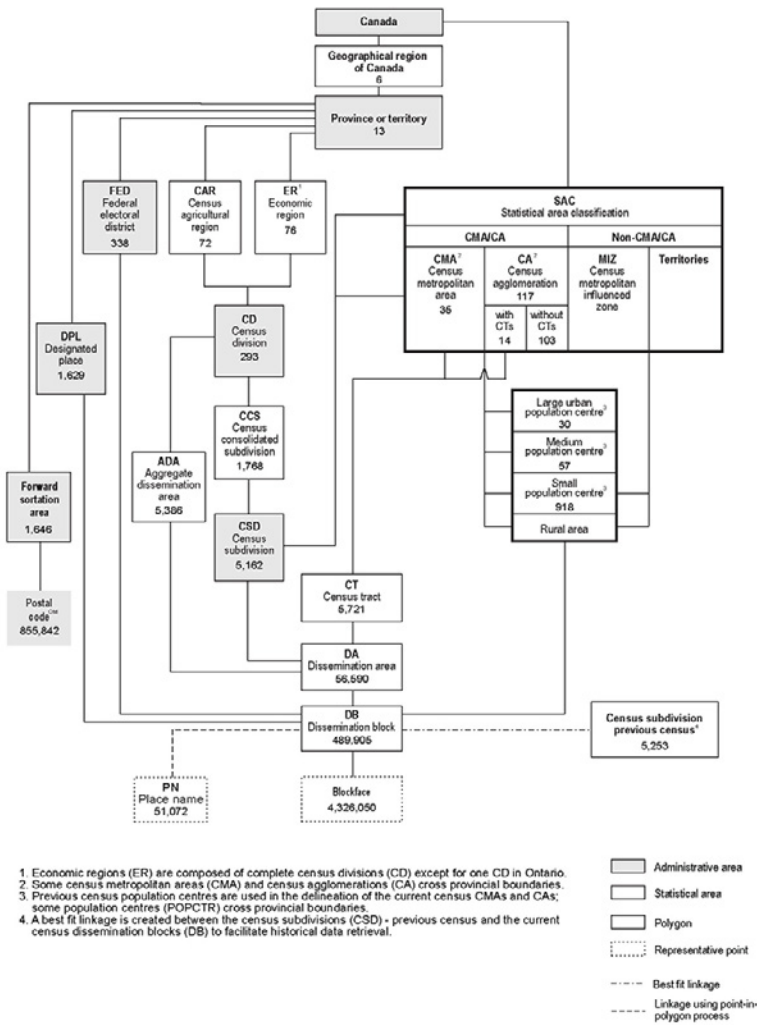 Canada
Geographical region
of Canada
6
Province or territory
13
FED
Federal
electoral
district
338
CAR
Census
agricultural
region
72
ER1
Economic
region
76
SAC
Statistical area classification
CMA/CA
Non-CMA/CA
CMA2
Census
metropolitan
area
35
CA2
Census
agglomeration
117
with
CTs
14
without
CTs
103
MIZ
Census
metropolitan
influenced
zone
Territories
DPL
Designated
place
1,629
CD
Census
division
293
CCS
Census
consolidated
subdivision
1,768
ADA
Aggregate
dissemination
area
5,386
CSD
Census
subdivision
5,162
Large urban
population centre3
30
Medium
population centre3
57
Small
population centre3
918
Rural area
Forward
sortation
area
1,646
Postal
codeOM
855,842
CT
Census tract
5,721
DA
Dissemination area
56,590
DB
Dissemination block
489,905
Census subdivision
previous census4
5,253
PN
Place name
51,072
Blockface
4,326,050
1. Economic regions (ER) are composed of complete census divisions (CD) except for one CD in Ontario.
2. Some census metropolitan areas (CMA) and census agglomerations (CA) cross provincial boundaries.
3. Previous census population centres are used in the delineation of the current census CMAs and CAs;
some population centres (POPCTR) cross provincial boundaries.
4. A best fit linkage is created between the census subdivisions (CSD) - previous census and the current
census dissemination blocks (DB) to facilitate historical data retrieval.
Administrative area
Statistical area
Polygon
Representative point
Best fit linkage
Linkage using point-in-
polygon process